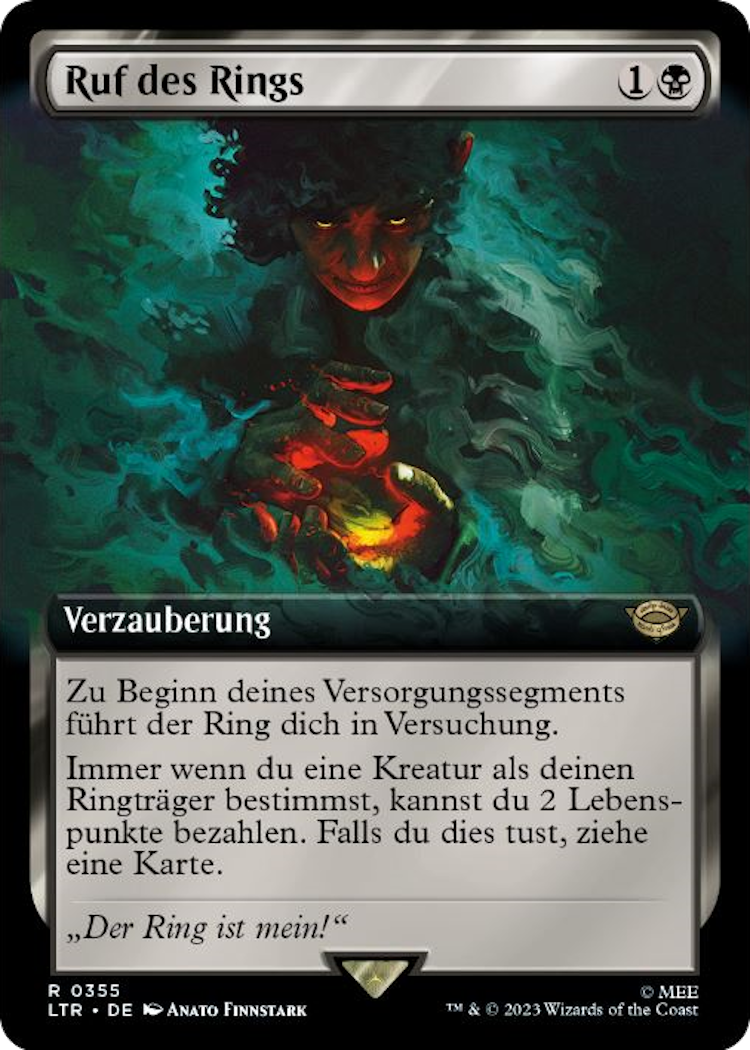 Ruf des Rings 1
Verzauberung
Zu Beginn deines Versorgungssegments
führt der Ring dich in Versuchung.
Immer wenn du eine Kreatur als deinen
Ringträger bestimmst, kannst du 2 Lebens-
punkte bezahlen. Falls du dies tust, ziehe
eine Karte.
„Der Ring ist mein!“
R 0355
© MEE
LTR • DE Anato Finnstark
™ & © 2023 Wizards of the Coast